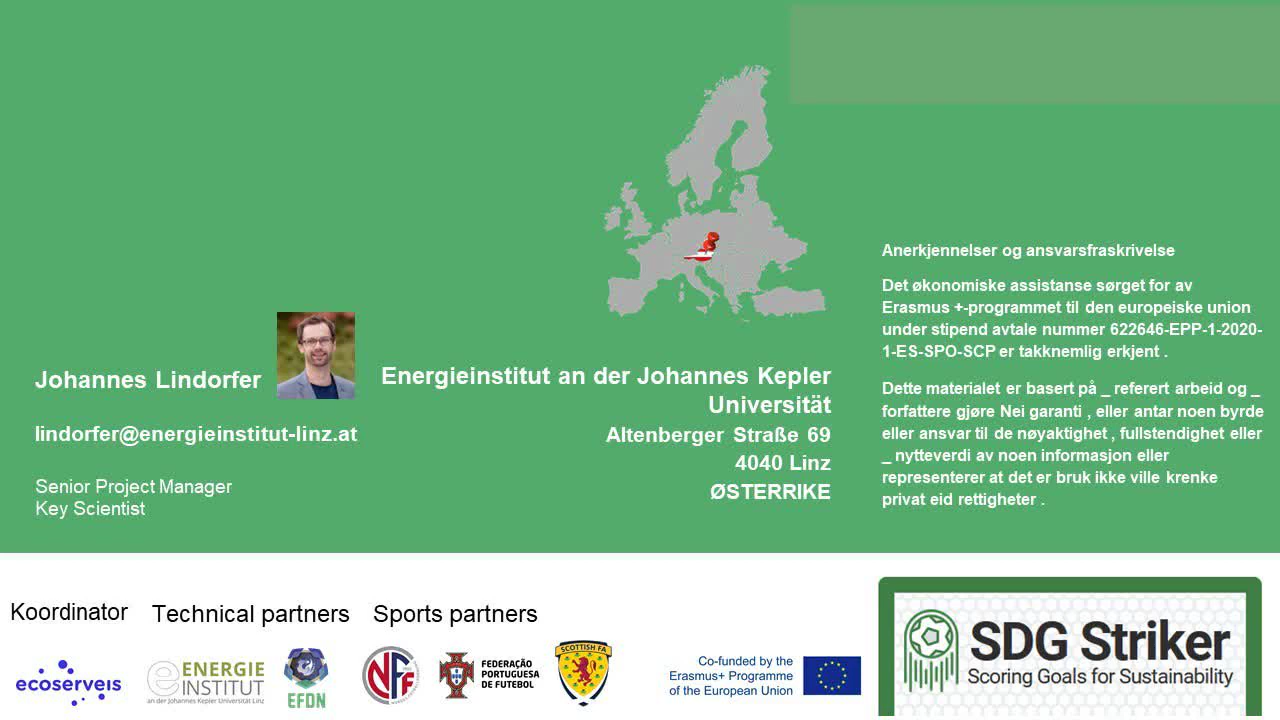 Johannes Lindorfer
lindorfer@energieinstitut-linz.at
Senior Project Manager
Key Scientist
Energieinstitut an der Johannes Kepler
Universität
Altenberger Straße 69
4040 Linz
ØSTERRIKE
Anerkjennelser og ansvarsfraskrivelse
Det økonomiske assistanse sørget for av
Erasmus +-programmet til den europeiske union
under stipend avtale nummer 622646-EPP-1-2020-
1-ES-SPO-SCP er takknemlig erkjent .
Dette materialet er basert på _ referert arbeid og _
forfattere gjøre Nei garanti , eller antar noen byrde
eller ansvar til de nøyaktighet , fullstendighet eller
_ nytteverdi av noen informasjon eller
representerer at det er bruk ikke ville krenke
privat eid rettigheter .
Koordinator
Technical partners
Sports partners
ecoserveis
e ENERGIE
INSTITUT
an der Johannes Kepler Universität Linz
EFDN
NFF
FEDERAÇÃO
PORTUGUESA
DE FUTEBOL
SCOTTISH FA
Co-funded by the
Erasmus+ Programme
of the European Union
SDG Striker
Scoring Goals for Sustainability